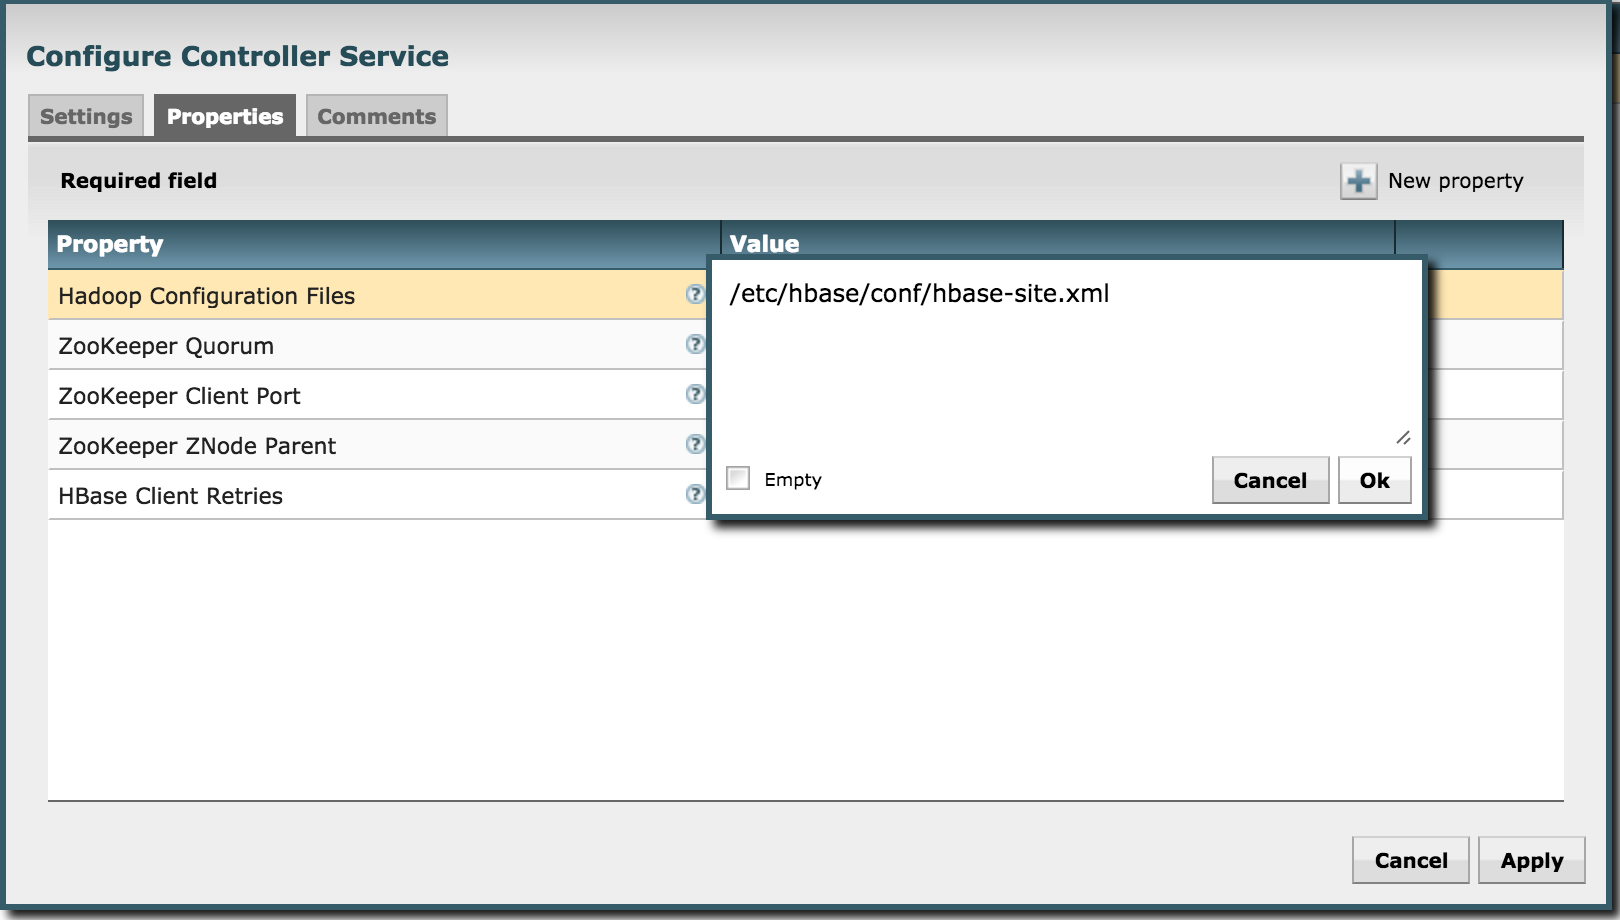 Configure Controller Service
Settings Properties Comments
Required field New property
Property Value
Hadoop Configuration Files ? /etc/hbase/conf/hbase-site.xml
ZooKeeper Quorum ?
ZooKeeper Client Port ?
ZooKeeper ZNode Parent ?
HBase Client Retries ?
Empty Cancel Ok
Cancel Apply